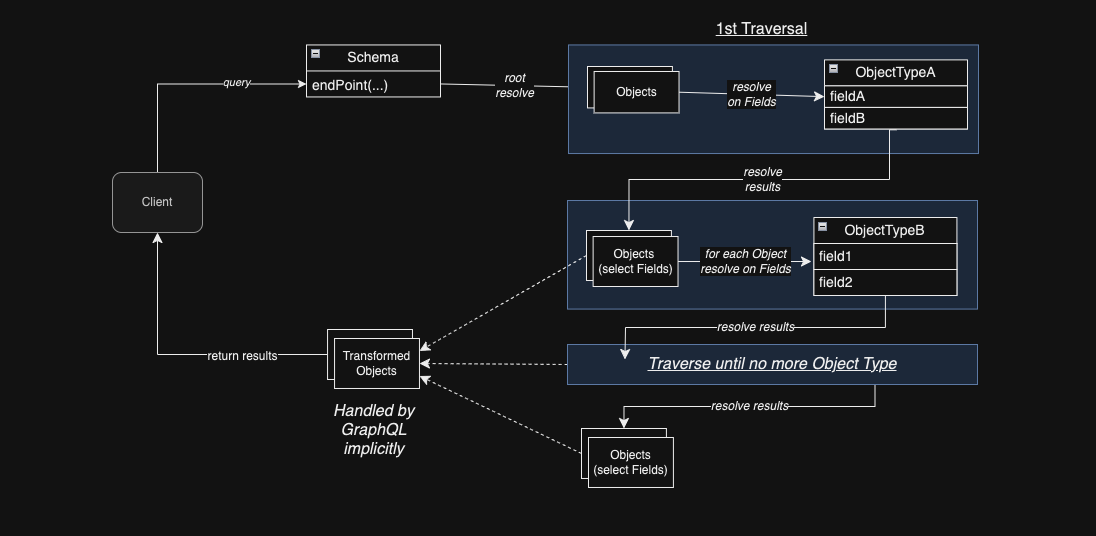 1st Traversal
Schema
endPoint(...)
query
root
resolve
Objects
resolve
on Fields
ObjectTypeA
fieldA
fieldB
resolve
results
Client
Objects
(select Fields)
for each Object
resolve on Fields
ObjectTypeB
field1
field2
resolve results
Traverse until no more Object Type
return results
Transformed
Objects
Handled by
GraphQL
implicitly
resolve results
Objects
(select Fields)